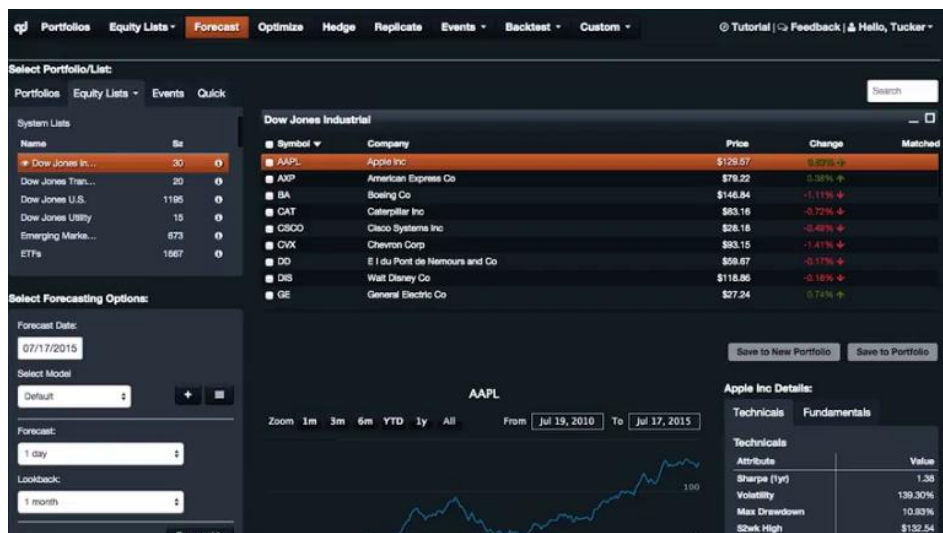 qd Portfolios Equity Lists Forecast Optimize Hedge Replicate Events Backtest Custom Tutorial | Feedback | Hello, Tucker
Select Portfolio/List:
Portfolios Equity Lists Events Quick
Search
System Lists
Name Sz
Dow Jones In... 30
Dow Jones Tran... 20
Dow Jones U.S. 1195
Dow Jones Utility 15
Emerging Marke... 673
ETFs 1667
Dow Jones Industrial
Symbol Company Price Change Matched
AAPL Apple Inc $129.57
AXP American Express Co $79.22 0.38%
BA Boeing Co $146.84 -1.11%
CAT Caterpillar Inc $83.16 -0.72%
CSCO Cisco Systems Inc $28.18 -0.49%
CVX Chevron Corp $93.15 -1.41%
DD E I du Pont de Nemours and Co $59.67 -0.17%
DIS Walt Disney Co $118.86 -0.18%
GE General Electric Co $27.24 0.74%
Save to New Portfolio Save to Portfolio
Select Forecasting Options:
Forecast Date:
07/17/2015
Select Model
Default
Forecast:
1 day
Lookback:
1 month
AAPL
Zoom 1m 3m 6m YTD 1y All From Jul 19, 2010 To Jul 17, 2015
100
Apple Inc Details:
Technicals Fundamentals
Technicals
Attribute Value
Sharpe (1yr) 1.38
Volatility 139.30%
Max Drawdown 10.93%
52wk High $132.54